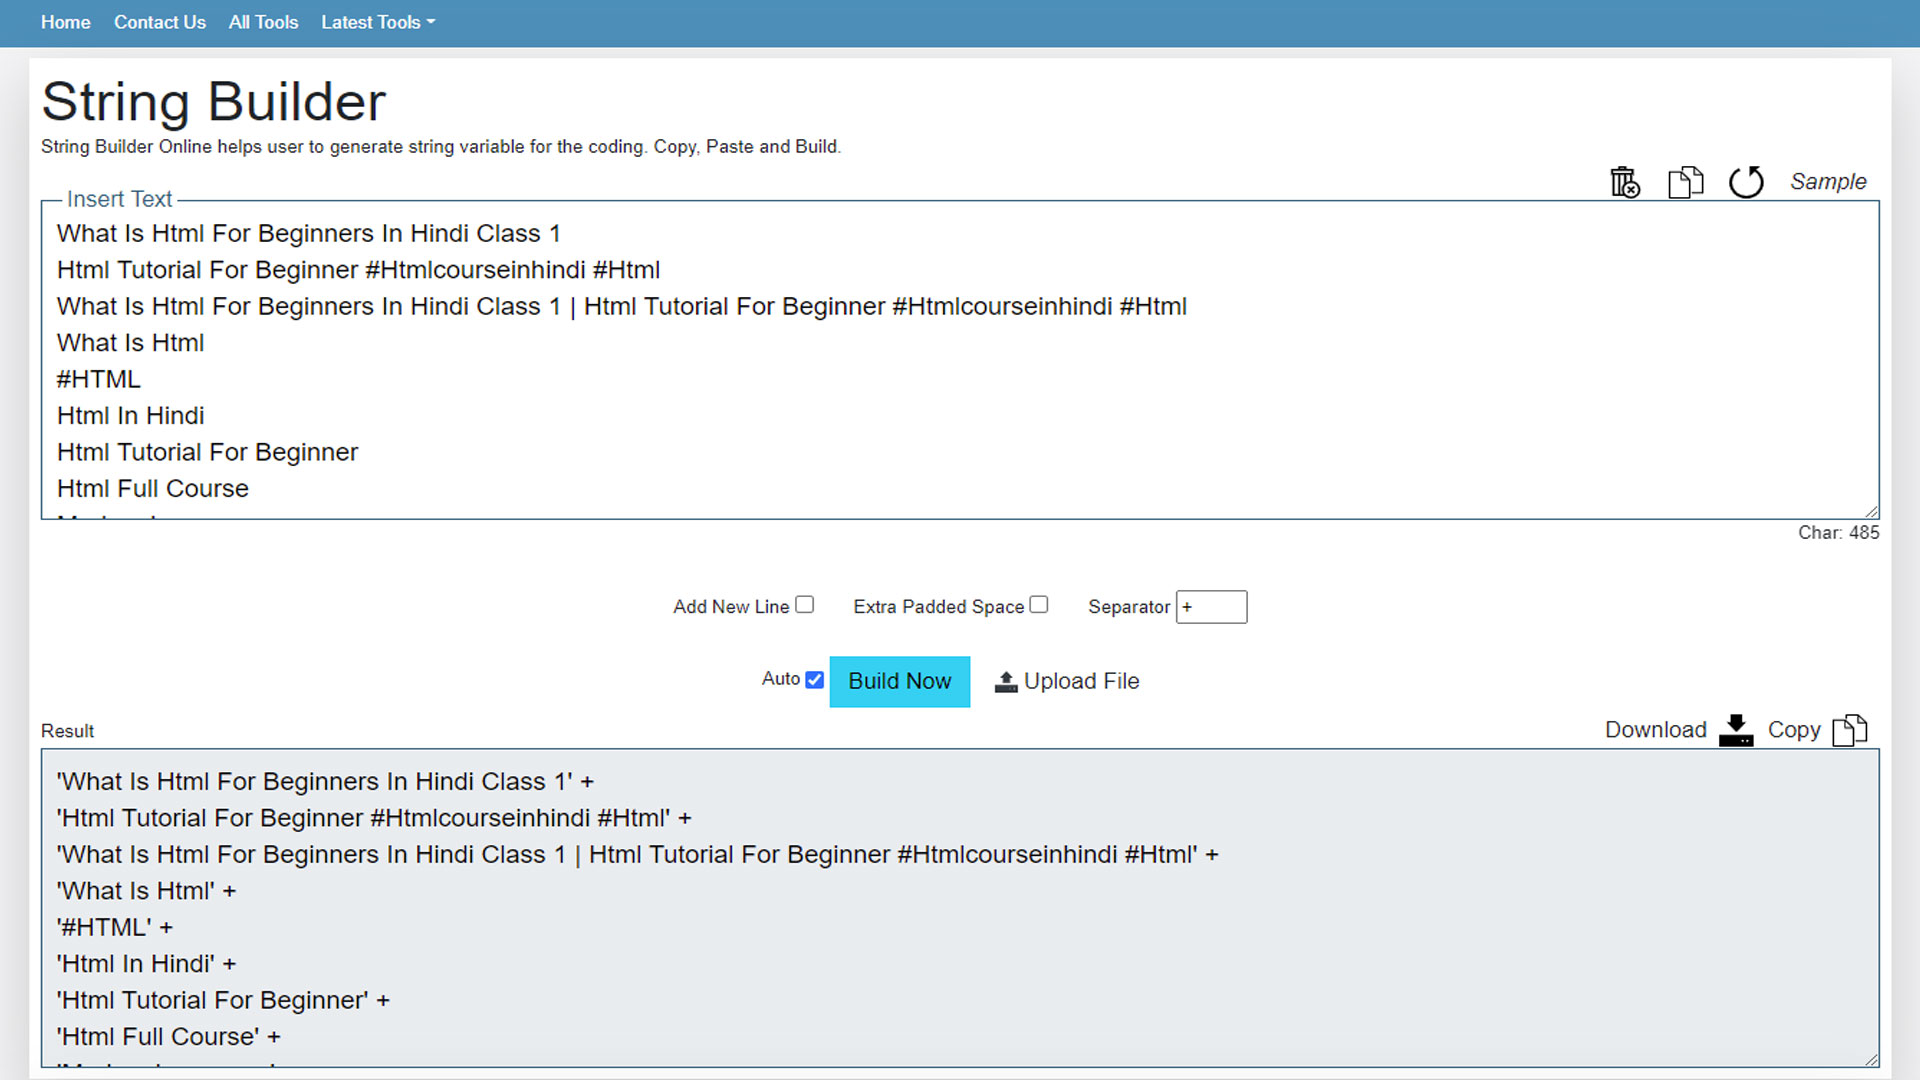 Home Contact Us All Tools Latest Tools
String Builder
String Builder Online helps user to generate string variable for the coding. Copy, Paste and Build.
Sample
Insert Text
What Is Html For Beginners In Hindi Class 1
Html Tutorial For Beginner #Htmlcourseinhindi #Html
What Is Html For Beginners In Hindi Class 1 | Html Tutorial For Beginner #Htmlcourseinhindi #Html
What Is Html
#HTML
Html In Hindi
Html Tutorial For Beginner
Html Full Course
Char: 485
Add New Line Extra Padded Space Separator +
Auto Build Now Upload File
Result Download Copy
'What Is Html For Beginners In Hindi Class 1' +
'Html Tutorial For Beginner #Htmlcourseinhindi #Html' +
'What Is Html For Beginners In Hindi Class 1 | Html Tutorial For Beginner #Htmlcourseinhindi #Html' +
'What Is Html' +
'#HTML' +
'Html In Hindi' +
'Html Tutorial For Beginner' +
'Html Full Course' +